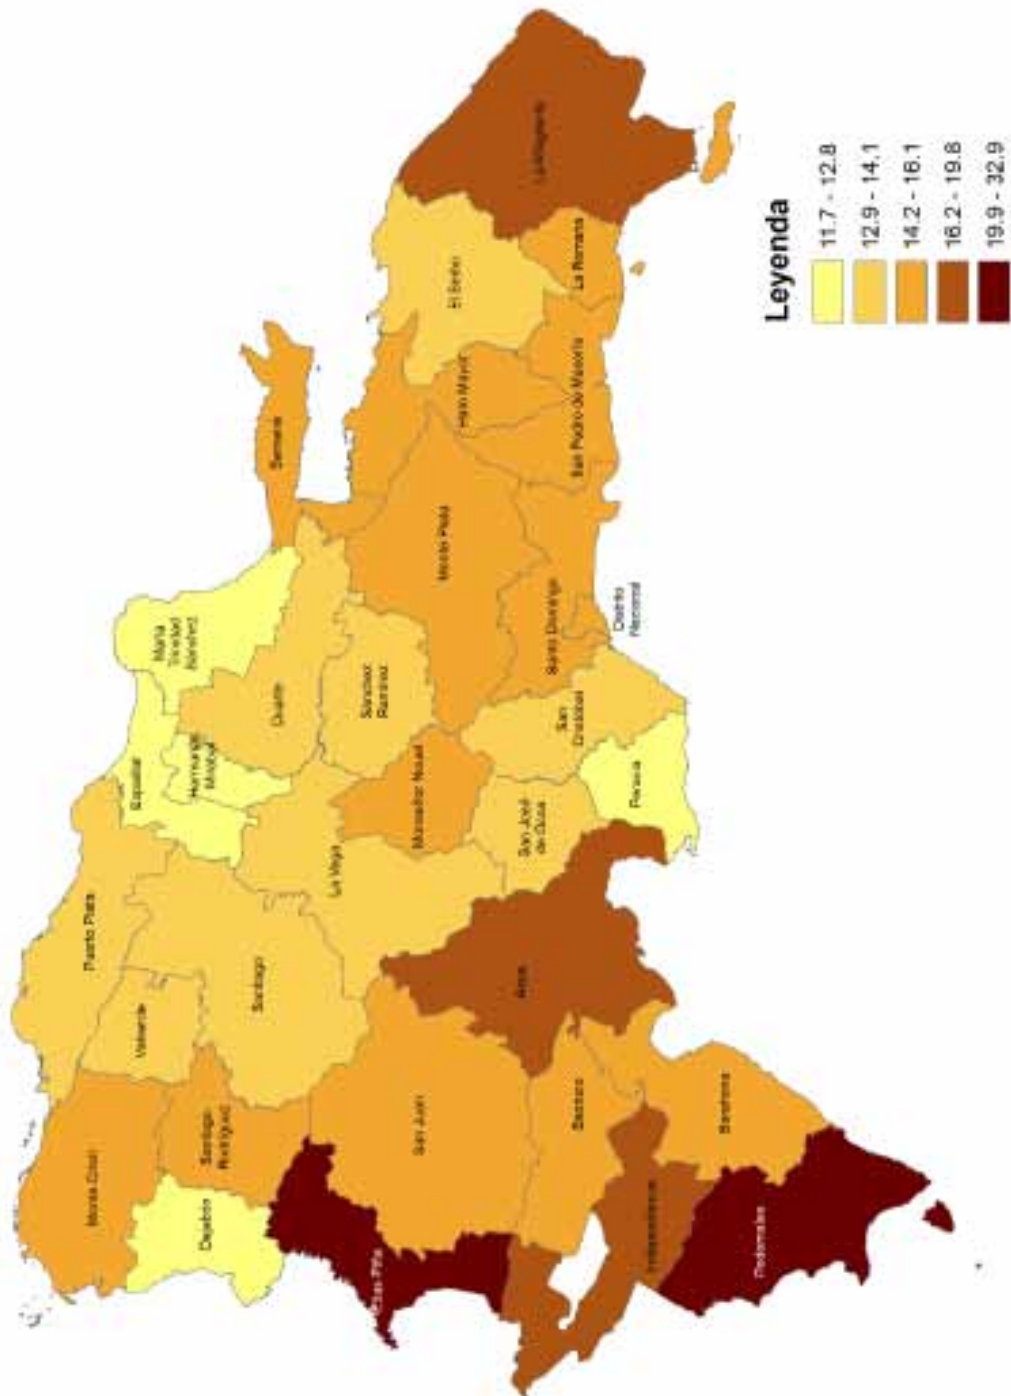 Monte Cristi
Puerto Plata
Valverde
Espaillat
María
Trinidad
Sánchez
Dajabón
Santiago
Rodríguez
Santiago
Hermanas
Mirabal
Duarte
Samaná
Elías Piña
San Juan
La Vega
Sánchez
Ramírez
Monseñor Nouel
Monte Plata
Hato Mayor
El Seibo
La Altagracia
Azua
San José
de Ocoa
San
Cristóbal
Santo Domingo
San Pedro de Macorís
La Romana
Independencia
Baoruco
Barahona
Peravia
Distrito
Nacional
Pedernales
Leyenda
11.7 - 12.8
12.9 - 14.1
14.2 - 16.1
16.2 - 19.8
19.9 - 32.9